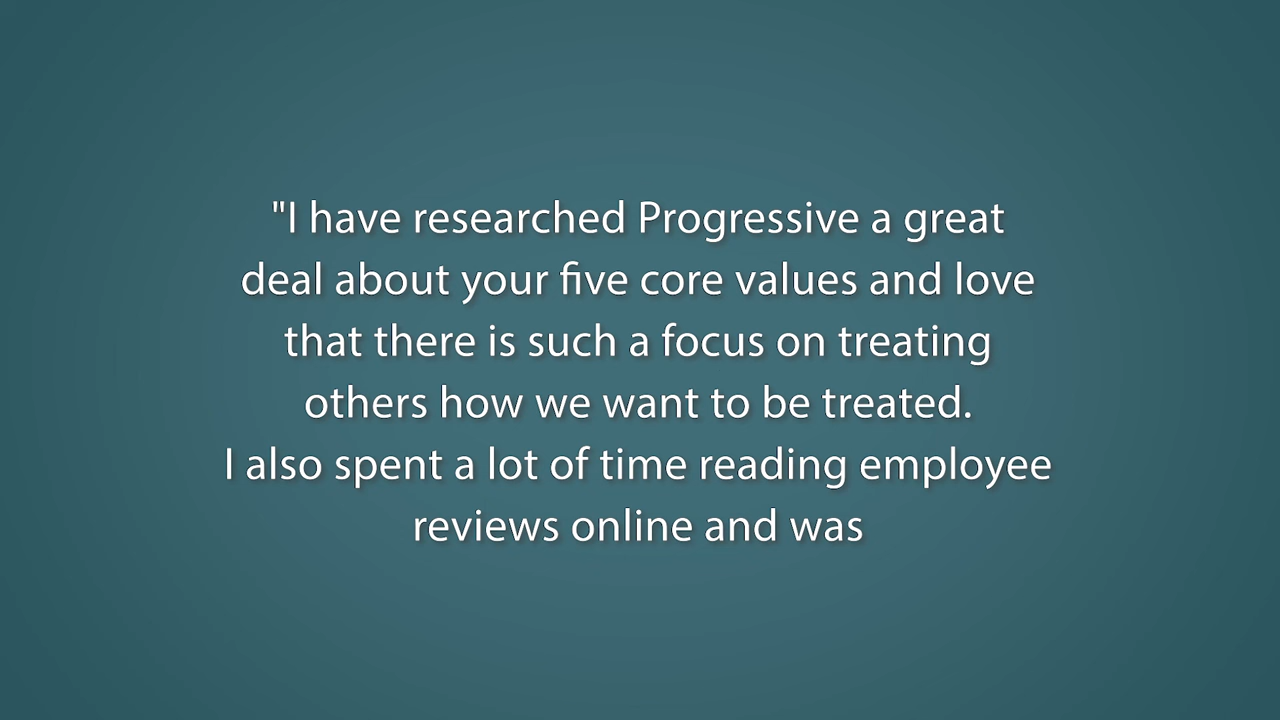 "I have researched Progressive a great
deal about your five core values and love
that there is such a focus on treating
others how we want to be treated.
I also spent a lot of time reading employee
reviews online and was